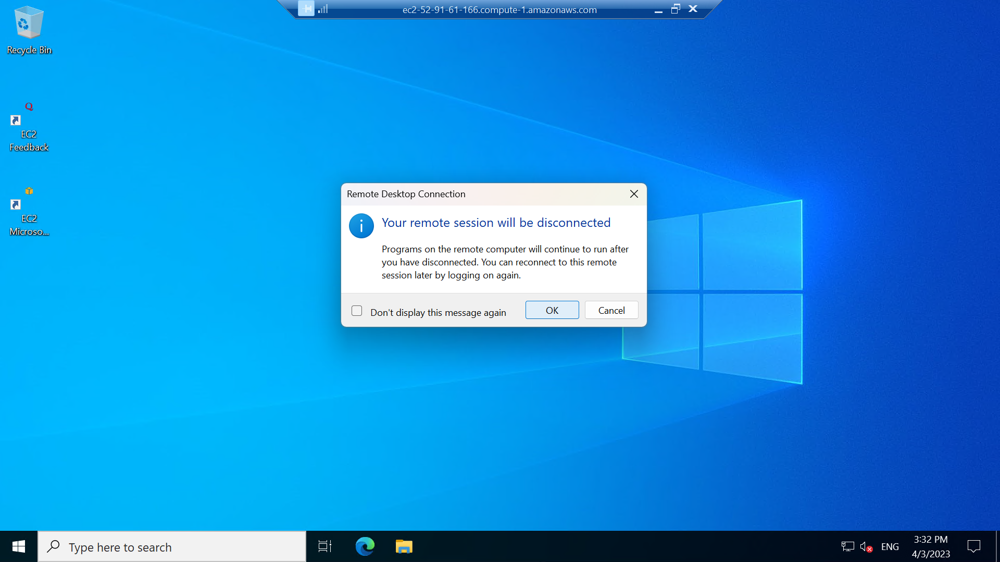 ec2-52-91-61-166.compute-1.amazonaws.com
Recycle Bin
Q
EC2
Feedback
EC2
Microso...
Remote Desktop Connection
Your remote session will be disconnected
Programs on the remote computer will continue to run after
you have disconnected. You can reconnect to this remote
session later by logging on again.
Don't display this message again
OK
Cancel
Type here to search
ENG
3:32 PM
4/3/2023